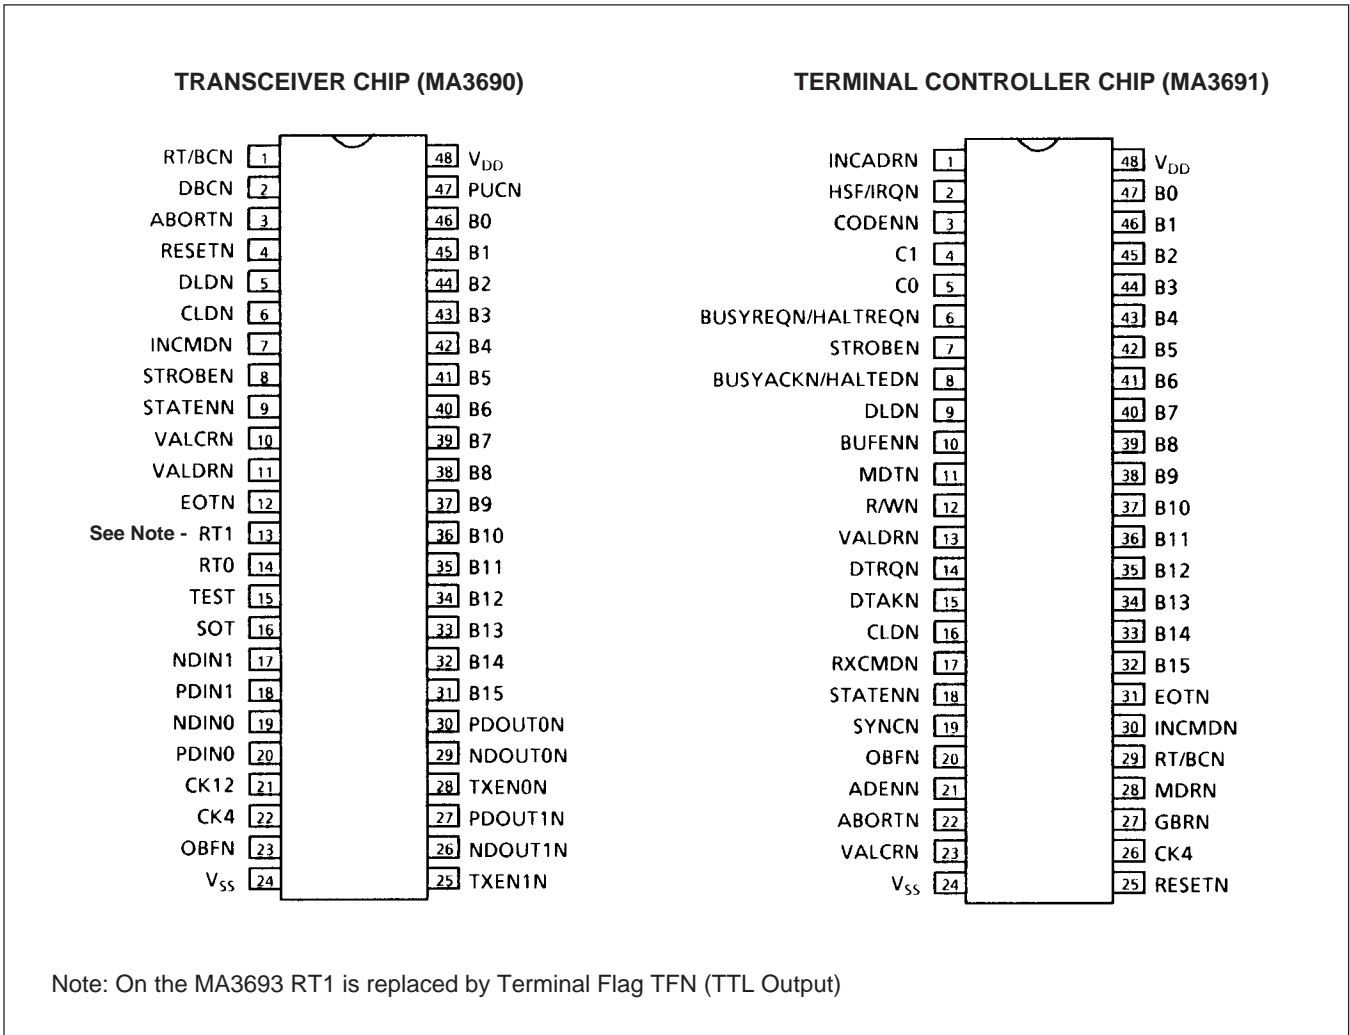 TRANSCEIVER CHIP (MA3690)
RT/BCN 1 48 VDD
DBCN 2 47 PUCN
ABORTN 3 46 B0
RESETN 4 45 B1
DLDN 5 44 B2
CLDN 6 43 B3
INCMDN 7 42 B4
STROBEN 8 41 B5
STATENN 9 40 B6
VALCRN 10 39 B7
VALDRN 11 38 B8
EOTN 12 37 B9
See Note - RT1 13 36 B10
RT0 14 35 B11
TEST 15 34 B12
SOT 16 33 B13
NDIN1 17 32 B14
PDIN1 18 31 B15
NDIN0 19 30 PDOUT0N
PDIN0 20 29 NDOUT0N
CK12 21 28 TXEN0N
CK4 22 27 PDOUT1N
OBFN 23 26 NDOUT1N
VSS 24 25 TXEN1N
TERMINAL CONTROLLER CHIP (MA3691)
INCADRN 1 48 VDD
HSF/IRQN 2 47 B0
CODENN 3 46 B1
C1 4 45 B2
C0 5 44 B3
BUSYREQN/HALTREQN 6 43 B4
STROBEN 7 42 B5
BUSYACKN/HALTEDN 8 41 B6
DLDN 9 40 B7
BUFENN 10 39 B8
MDTN 11 38 B9
R/WN 12 37 B10
VALDRN 13 36 B11
DTRQN 14 35 B12
DTAKN 15 34 B13
CLDN 16 33 B14
RXCMDN 17 32 B15
STATENN 18 31 EOTN
SYNCN 19 30 INCMDN
OBFN 20 29 RT/BCN
ADENN 21 28 MDRN
ABORTN 22 27 GBRN
VALCRN 23 26 CK4
VSS 24 25 RESETN
Note: On the MA3693 RT1 is replaced by Terminal Flag TFN (TTL Output)